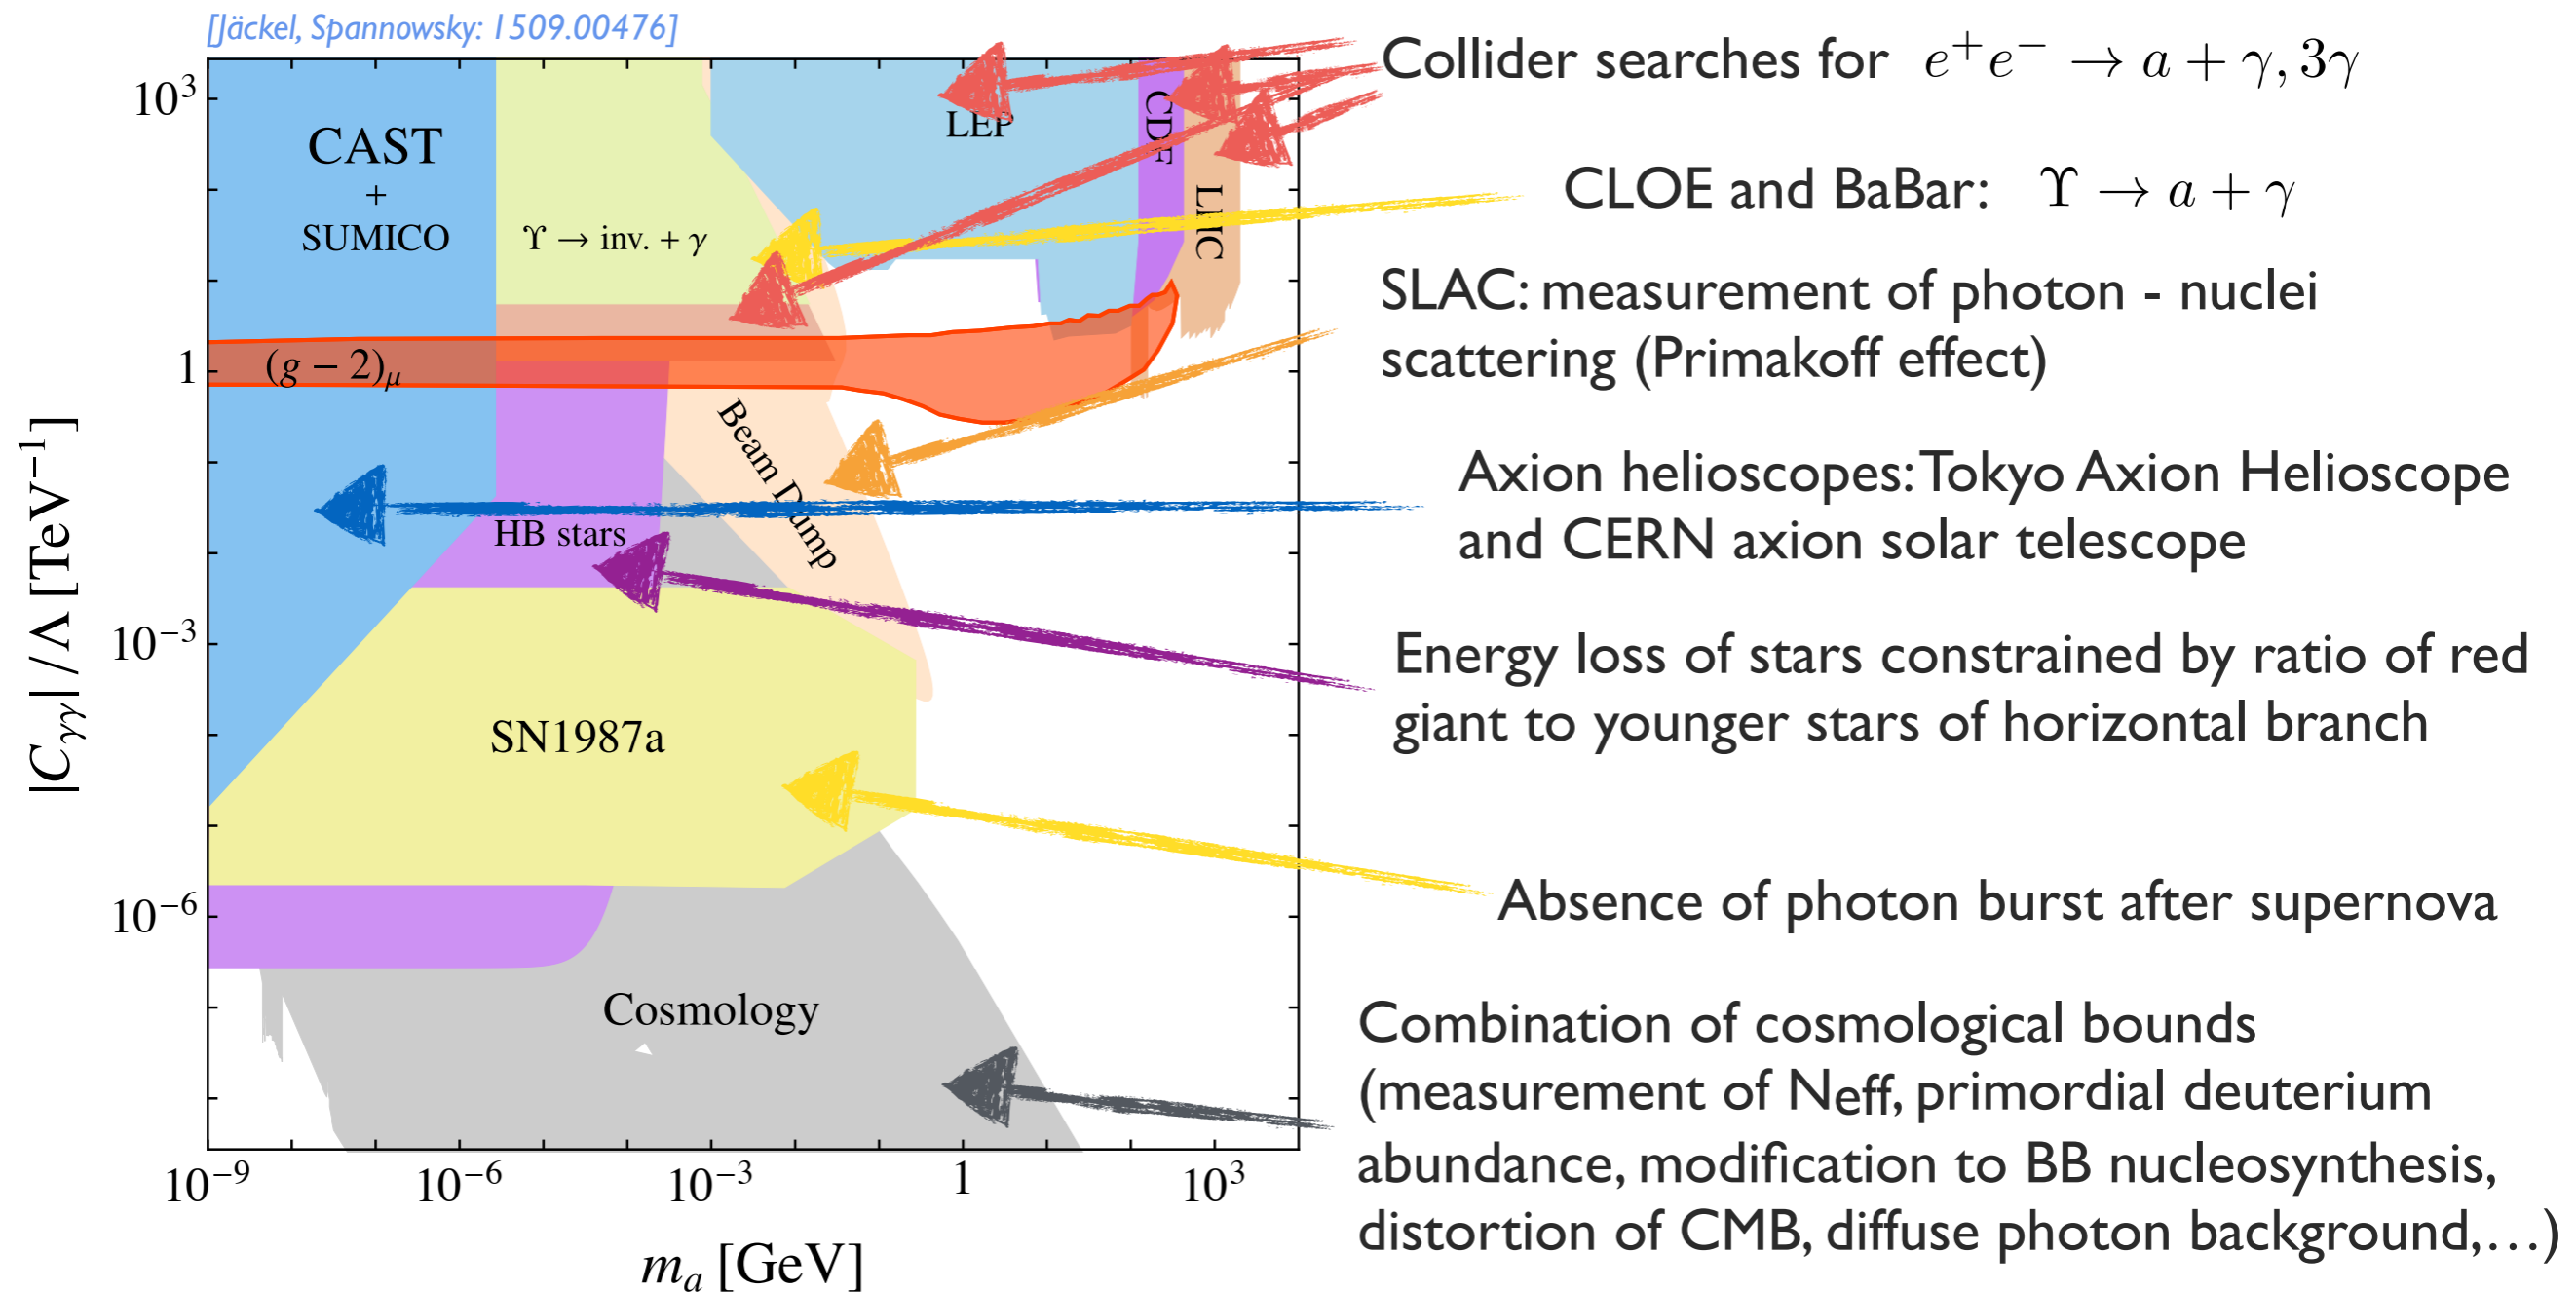 [Jäckel, Spannowsky: 1509.00476]
10³
1
10⁻³
10⁻⁶
|C_γγ| / Λ [TeV⁻¹]
CAST
+
SUMICO
ϒ → inv. + γ
LEP
CDF
LHC
(g − 2)_μ
Beam Dump
HB stars
SN1987a
Cosmology
10⁻⁹
10⁻⁶
10⁻³
1
10³
m_a [GeV]
Collider searches for e⁺e⁻ → a + γ, 3γ
CLOE and BaBar: ϒ → a + γ
SLAC: measurement of photon - nuclei
scattering (Primakoff effect)
Axion helioscopes: Tokyo Axion Helioscope
and CERN axion solar telescope
Energy loss of stars constrained by ratio of red
giant to younger stars of horizontal branch
Absence of photon burst after supernova
Combination of cosmological bounds
(measurement of Neff, primordial deuterium
abundance, modification to BB nucleosynthesis,
distortion of CMB, diffuse photon background,…)